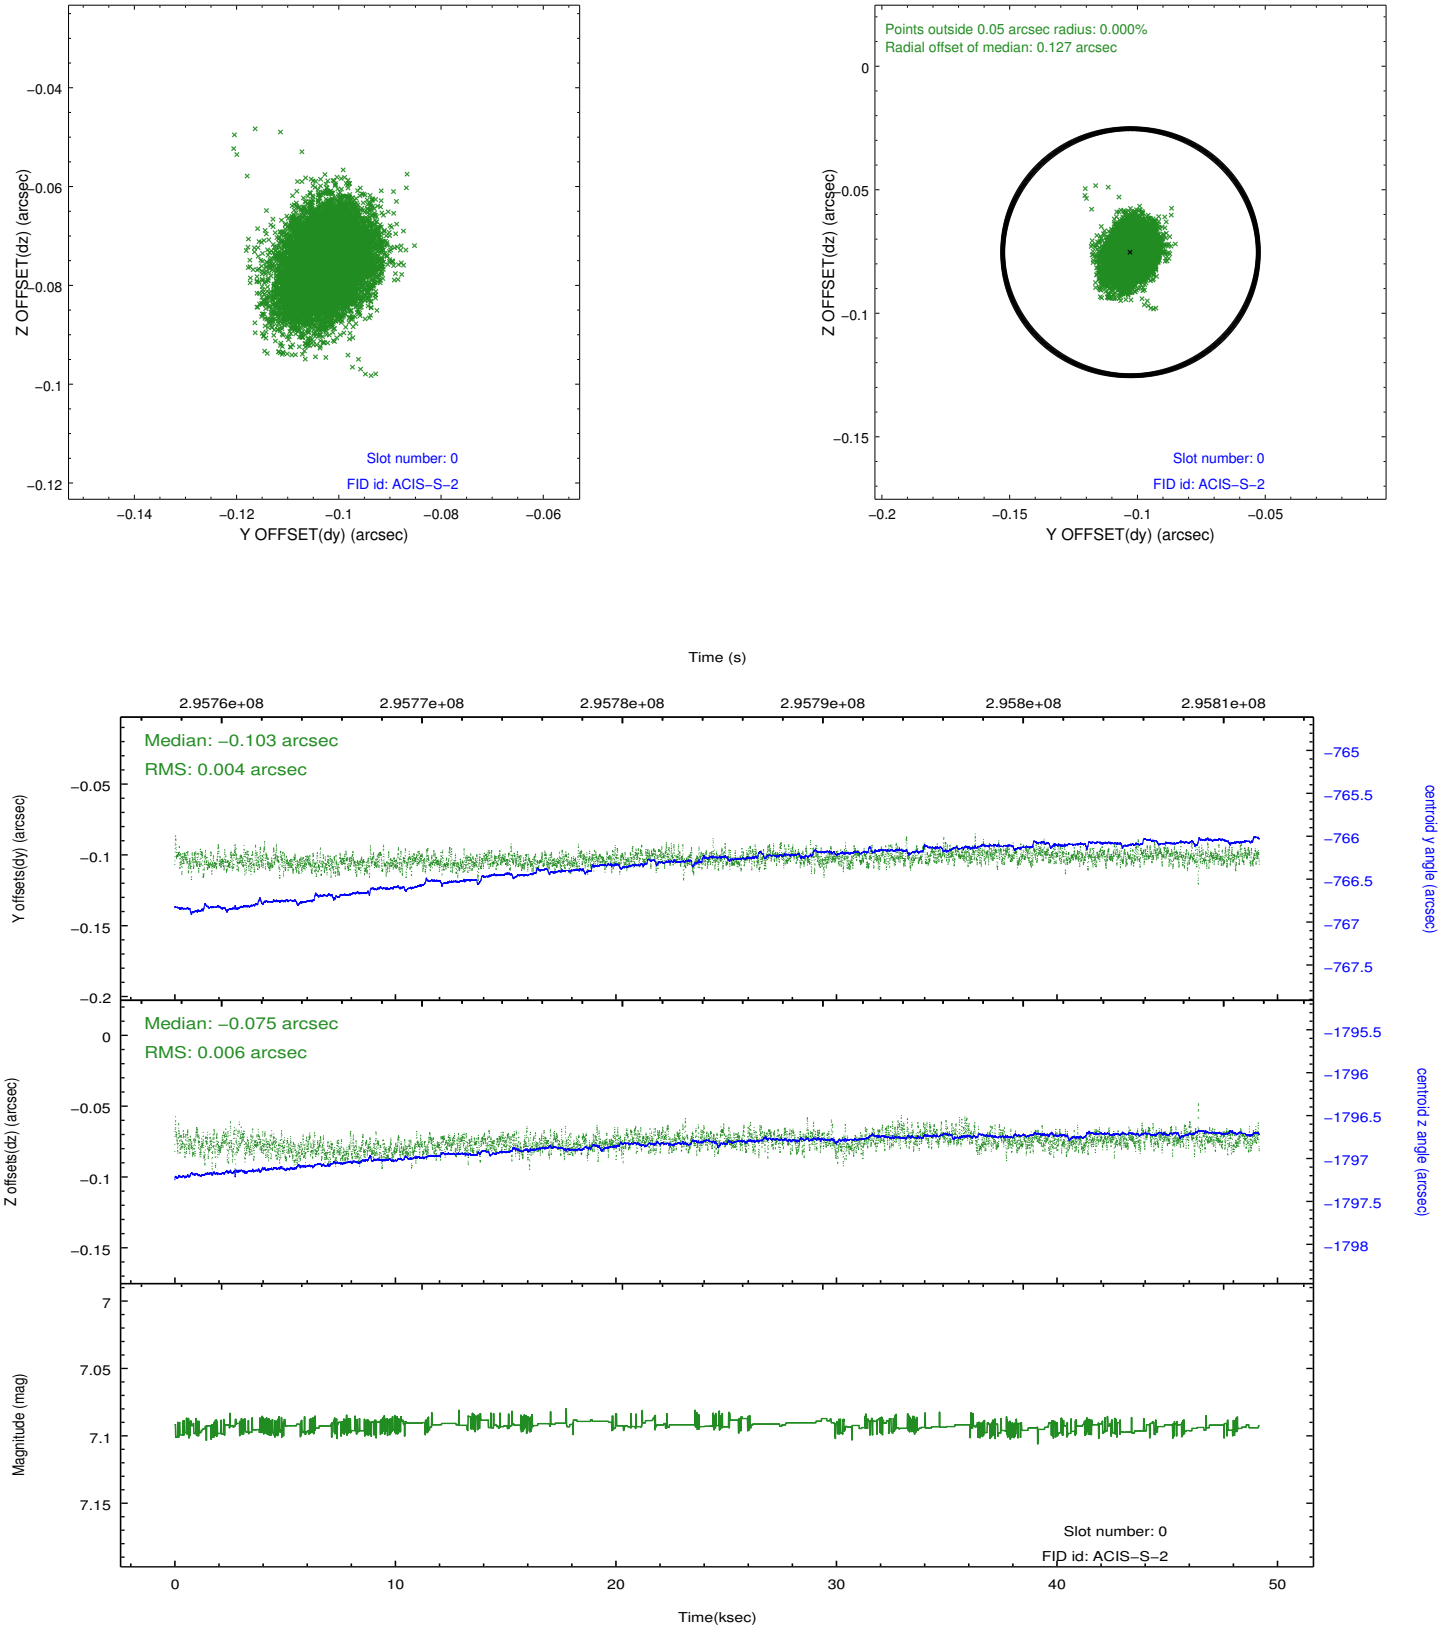 −0.04
−0.06
−0.08
−0.1
−0.12
Z OFFSET(dz) (arcsec)
Slot number: 0
FID id: ACIS−S−2
−0.14
−0.12
−0.1
−0.08
−0.06
Y OFFSET(dy) (arcsec)
Points outside 0.05 arcsec radius: 0.000%
Radial offset of median: 0.127 arcsec
0
−0.05
−0.1
−0.15
Z OFFSET(dz) (arcsec)
Slot number: 0
FID id: ACIS−S−2
−0.2
−0.15
−0.1
−0.05
Y OFFSET(dy) (arcsec)
Time (s)
2.9576e+08
2.9577e+08
2.9578e+08
2.9579e+08
2.958e+08
2.9581e+08
Median: −0.103 arcsec
RMS: 0.004 arcsec
−0.05
−0.1
−0.15
−0.2
Y offsets(dy) (arcsec)
−765
−765.5
−766
−766.5
−767
−767.5
centroid y angle (arcsec)
Median: −0.075 arcsec
RMS: 0.006 arcsec
0
−0.05
−0.1
−0.15
Z offsets(dz) (arcsec)
−1795.5
−1796
−1796.5
−1797
−1797.5
−1798
centroid z angle (arcsec)
7
7.05
7.1
7.15
Magnitude (mag)
Slot number: 0
FID id: ACIS−S−2
0
10
20
30
40
50
Time(ksec)